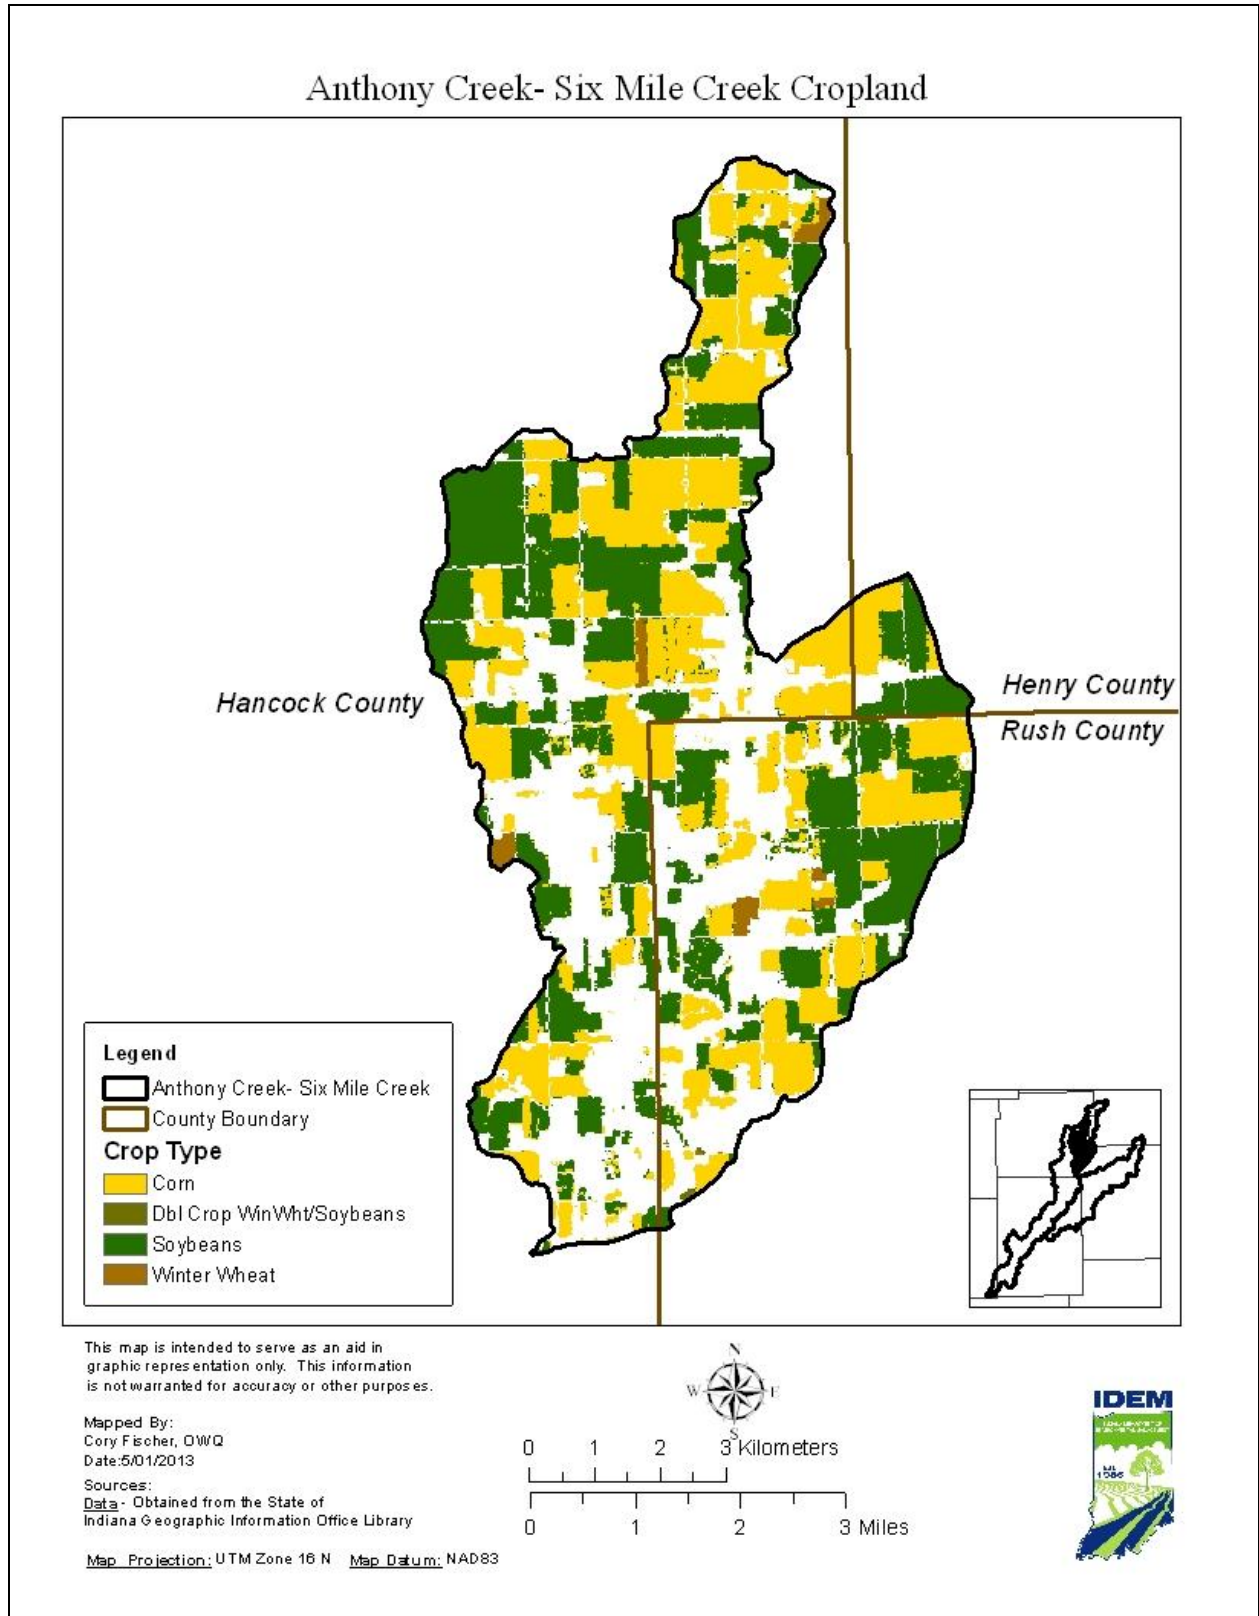 Anthony Creek- Six Mile Creek Cropland
Henry County
Hancock County
Rush County
Legend
Anthony Creek- Six Mile Creek
County Boundary
Crop Type
Corn
Dbl Crop WinWht/Soybeans
Soybeans
Winter Wheat
This map is intended to serve as an aid in
graphic representation only. This information
is not warranted for accuracy or other purposes.
Mapped By:
Cory Fischer, OWQ
Date:5/01/2013
Sources:
Data - Obtained from the State of
Indiana Geographic Information Office Library
Map Projection: UTM Zone 16 N Map Datum: NAD83
N
W E
S
0 1 2 3 Kilometers
0 1 2 3 Miles
IDEM
1986